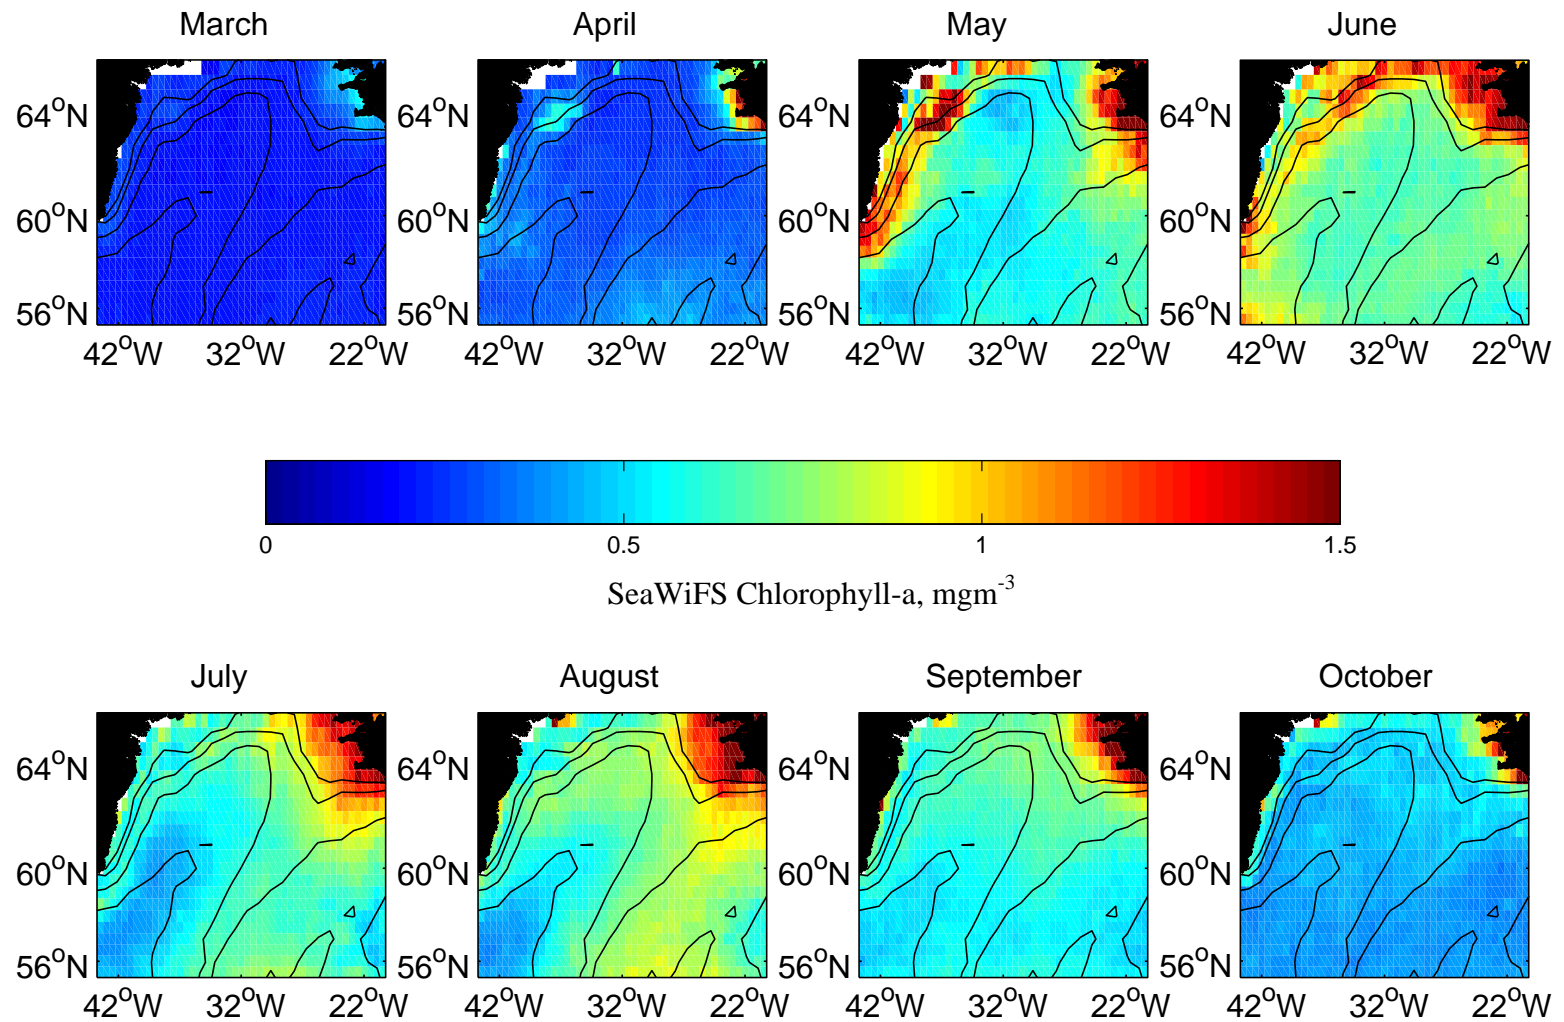 March April May June
64°N 64°N 64°N 64°N
60°N 60°N 60°N 60°N
56°N 56°N 56°N 56°N
42°W 32°W 22°W 42°W 32°W 22°W 42°W 32°W 22°W 42°W 32°W 22°W
0 0.5 1 1.5
SeaWiFS Chlorophyll-a, mgm⁻³
July August September October
64°N 64°N 64°N 64°N
60°N 60°N 60°N 60°N
56°N 56°N 56°N 56°N
42°W 32°W 22°W 42°W 32°W 22°W 42°W 32°W 22°W 42°W 32°W 22°W